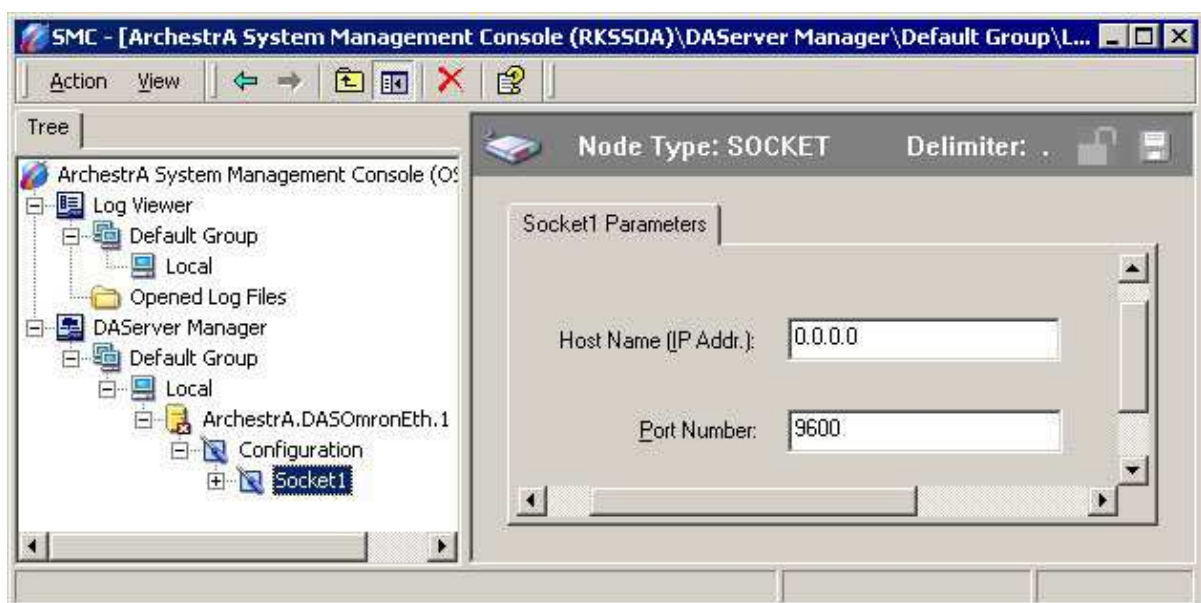 SMC - [ArchestrA System Management Console (RKSSOA)\DAServer Manager\Default Group\L...
Action View
Tree
ArchestrA System Management Console (OS
Log Viewer
Default Group
Local
Opened Log Files
DAServer Manager
Default Group
Local
ArchestrA.DASOmronEth.1
Configuration
Socket1
Node Type: SOCKET Delimiter: .
Socket1 Parameters
Host Name (IP Addr.): 0.0.0.0
Port Number: 9600